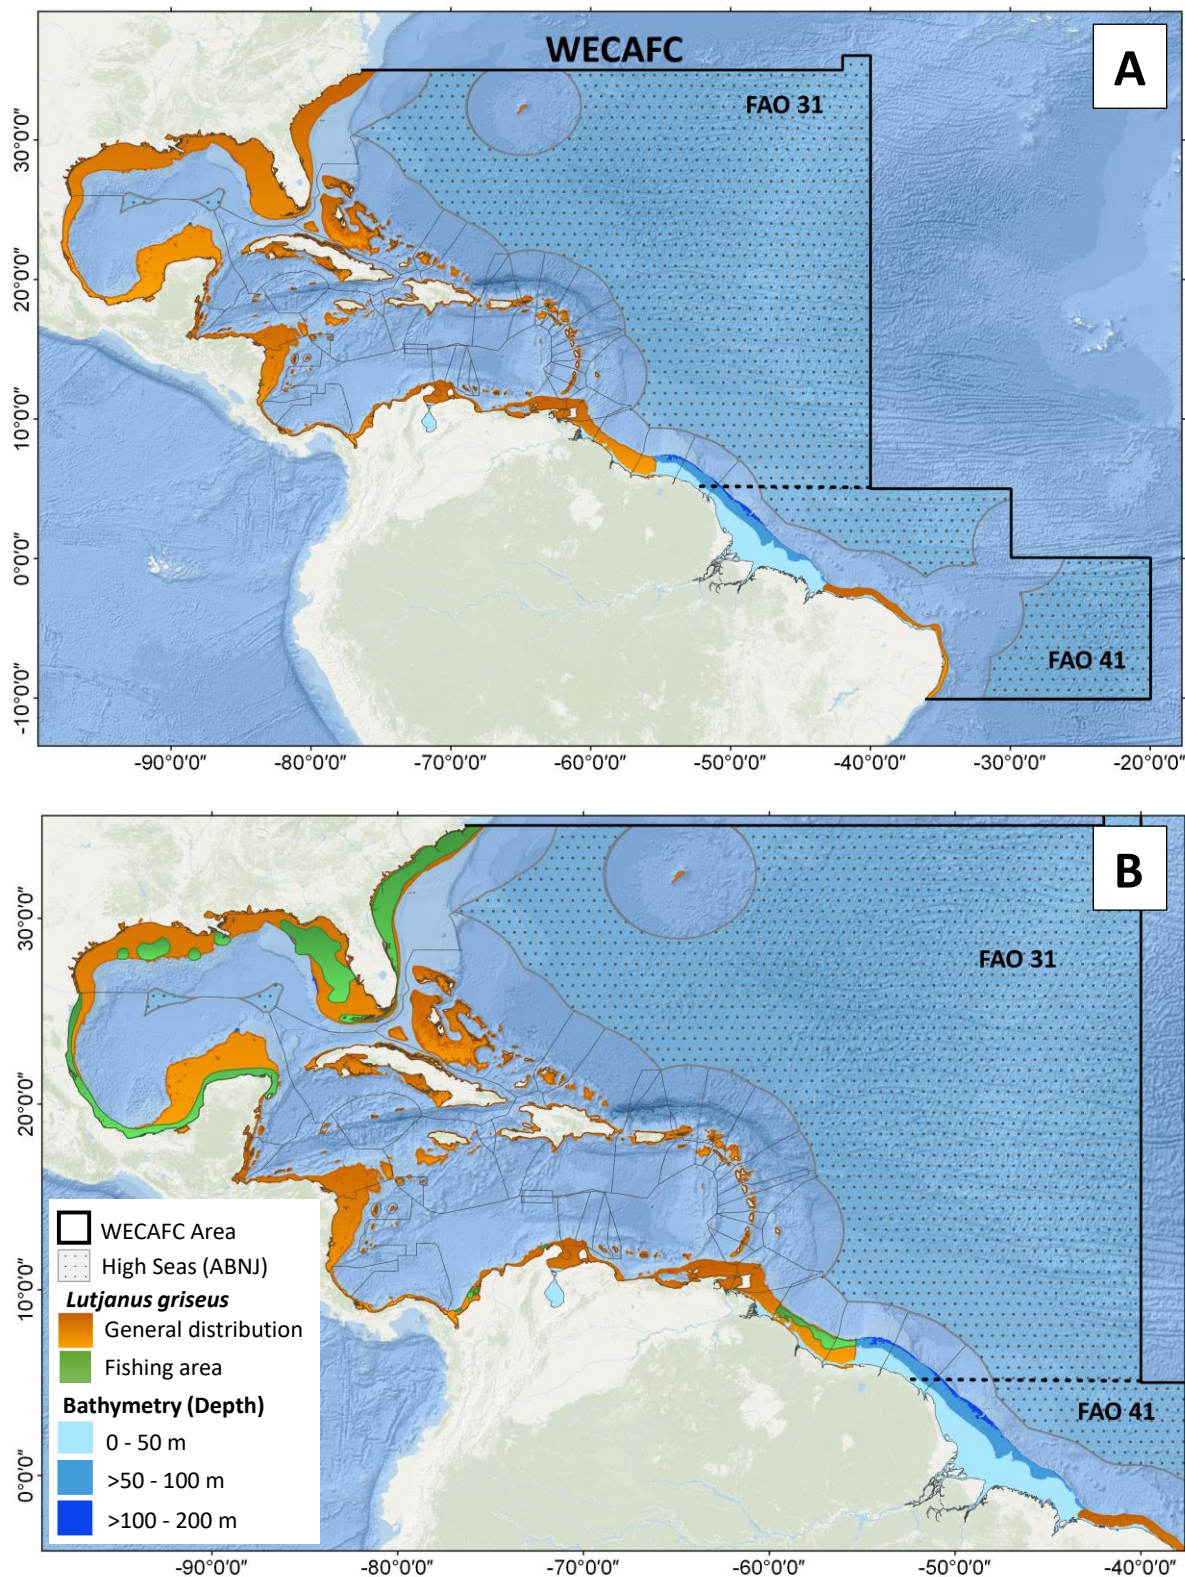 WECAFC
A
FAO 31
FAO 41
30°0'0"
20°0'0"
10°0'0"
0°0'0"
-10°0'0"
-90°0'0"
-80°0'0"
-70°0'0"
-60°0'0"
-50°0'0"
-40°0'0"
-30°0'0"
-20°0'0"
B
FAO 31
FAO 41
30°0'0"
20°0'0"
10°0'0"
0°0'0"
WECAFC Area
High Seas (ABNJ)
Lutjanus griseus
General distribution
Fishing area
Bathymetry (Depth)
0 - 50 m
>50 - 100 m
>100 - 200 m
-90°0'0"
-80°0'0"
-70°0'0"
-60°0'0"
-50°0'0"
-40°0'0"